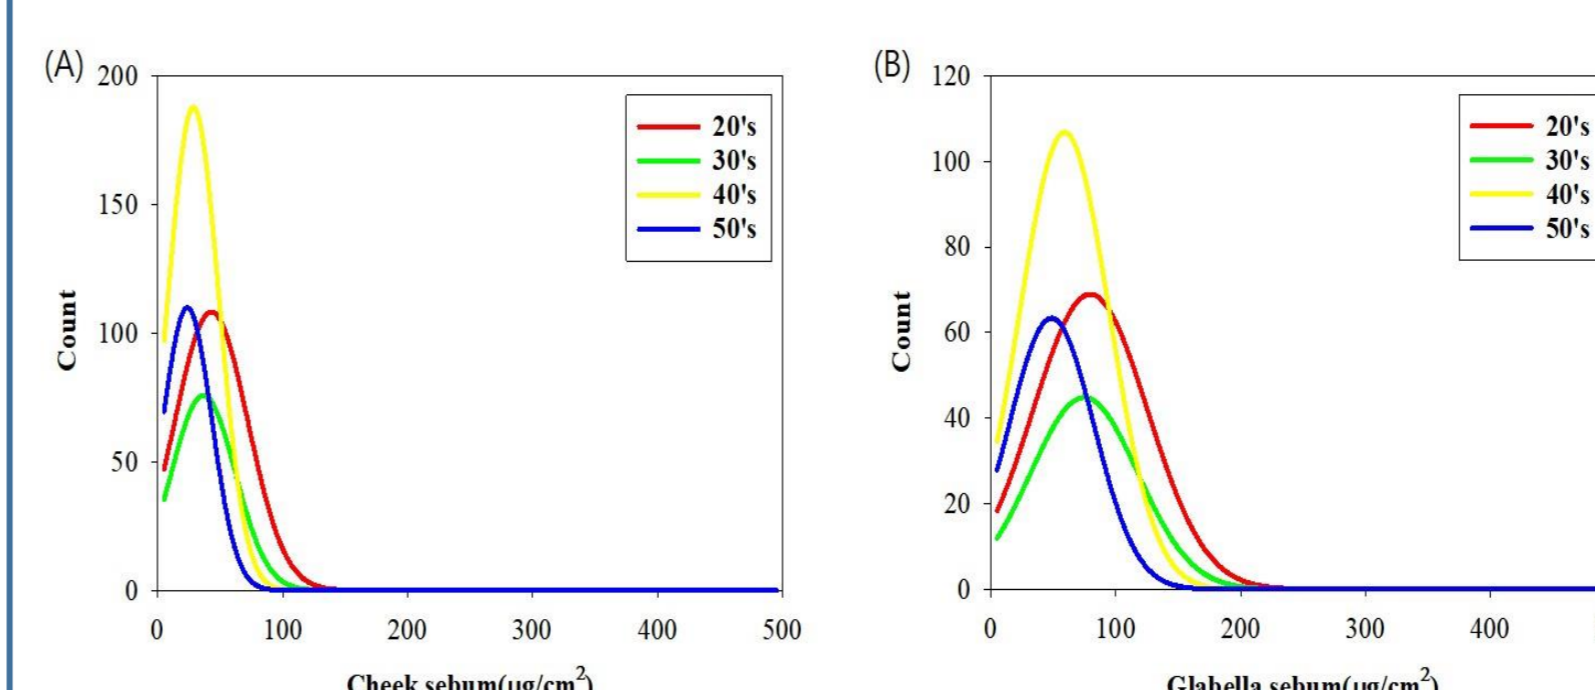 (A)
200
150
100
50
0
Count
20's
30's
40's
50's
0 100 200 300 400 500
Cheek sebum(μg/cm²)
(B)
120
100
80
60
40
20
0
Count
20's
30's
40's
50's
0 100 200 300 400
Glabella sebum(μg/cm²)